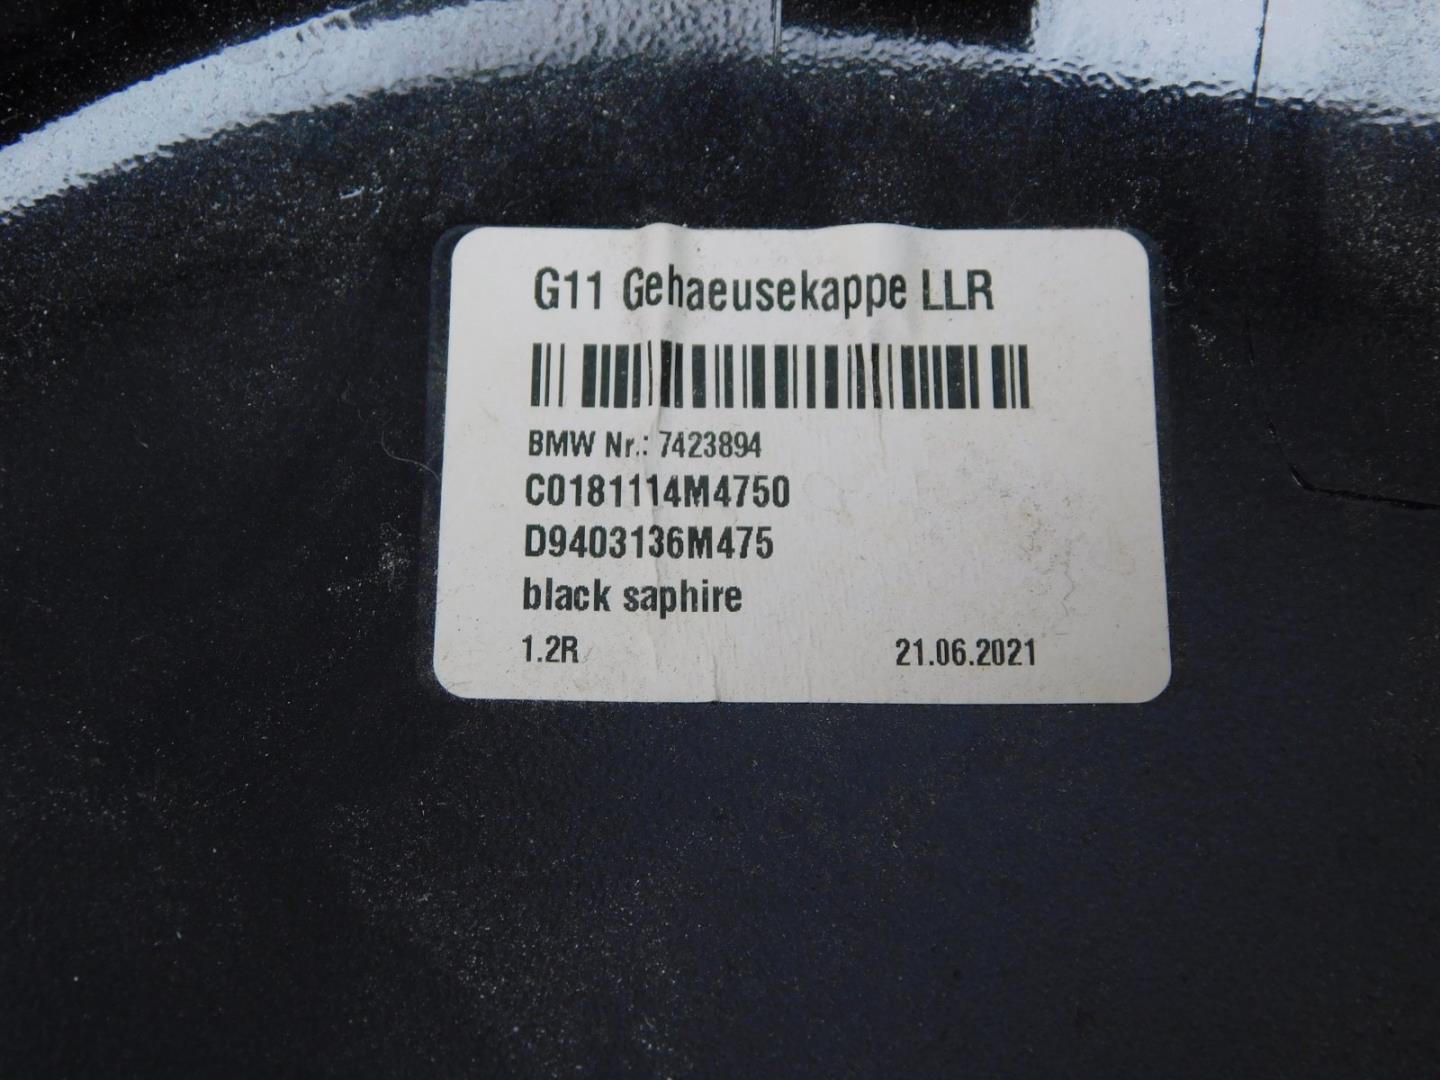 G11 Gehaeusekappe LLR
BMW Nr.: 7423894
C0181114M4750
D9403136M475
black saphire
1.2R 21.06.2021